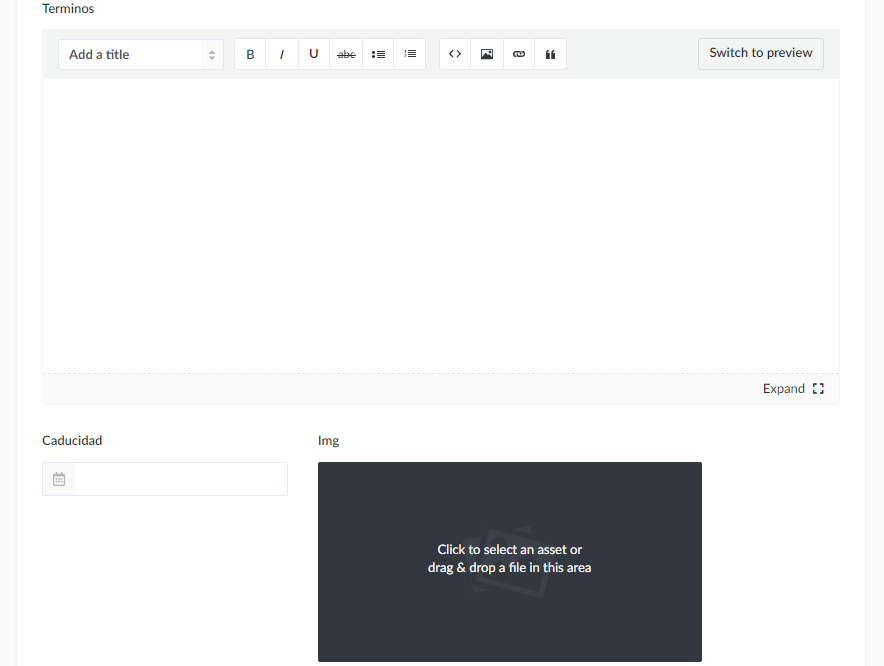 Terminos
Add a title
B I U abc
Switch to preview
Expand
Caducidad
Img
Click to select an asset or
drag & drop a file in this area